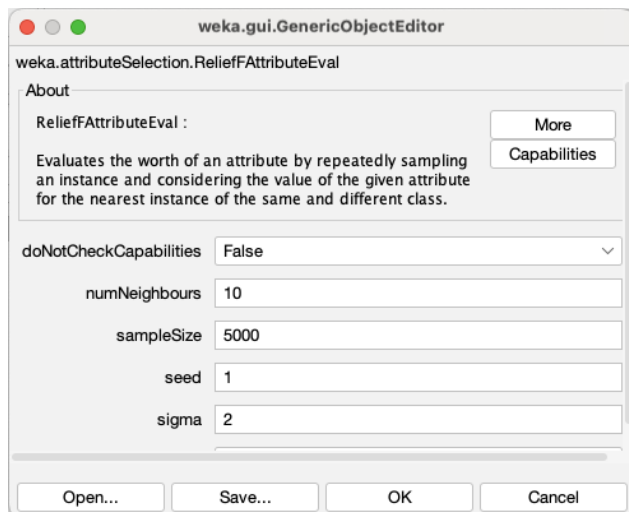 weka.gui.GenericObjectEditor
weka.attributeSelection.ReliefFAttributeEval
About
ReliefFAttributeEval :
More
Capabilities
Evaluates the worth of an attribute by repeatedly sampling
an instance and considering the value of the given attribute
for the nearest instance of the same and different class.
doNotCheckCapabilities False
numNeighbours 10
sampleSize 5000
seed 1
sigma 2
Open... Save... OK Cancel